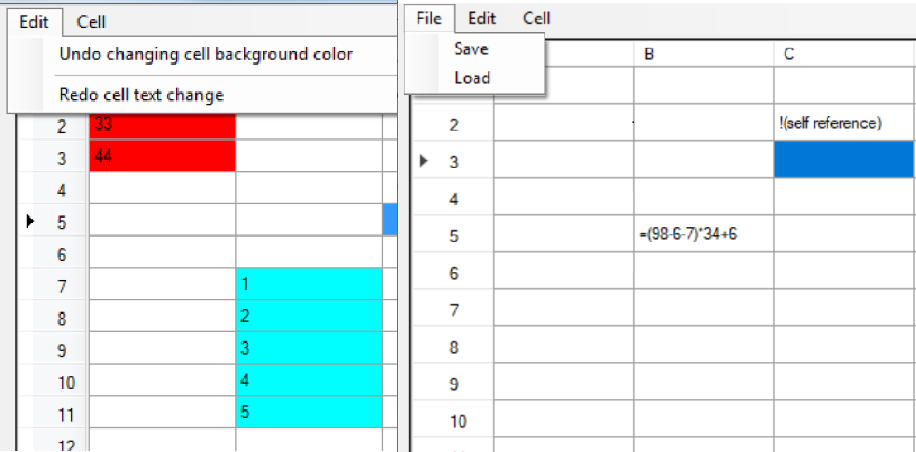 Edit Cell
Undo changing cell background color
Redo cell text change
2 33
3 44
4
5
6
7 1
8 2
9 3
10 4
11 5
12
File Edit Cell
Save
Load
B C
2 !(self reference)
3
4
5 =(98-6-7)*34+6
6
7
8
9
10